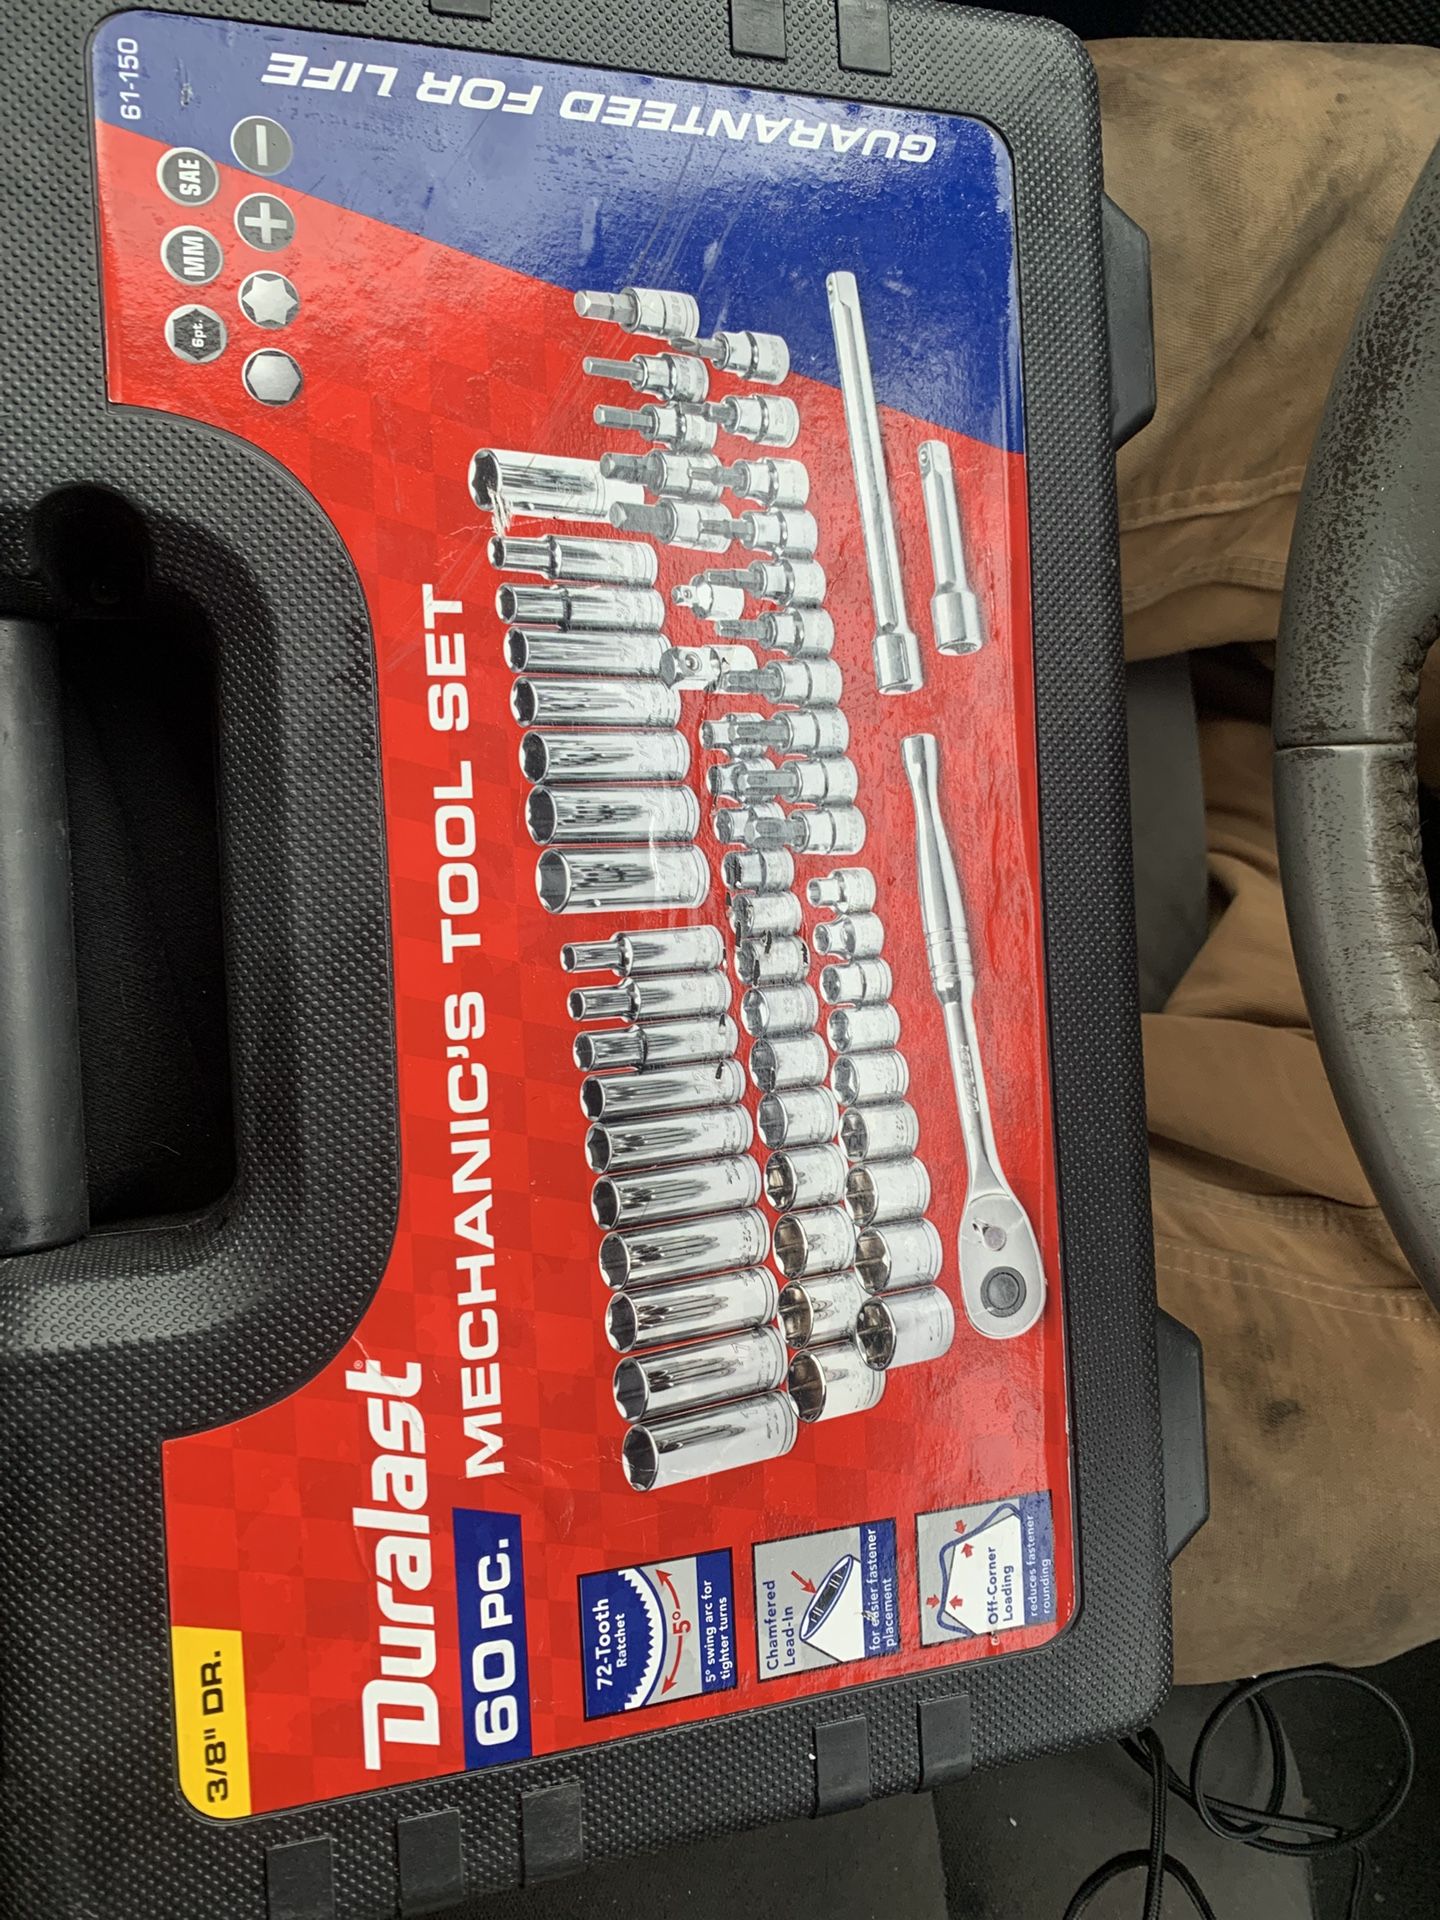 3/8" DR.
Duralast®
60 PC.
MECHANIC'S TOOL SET
61-150
GUARANTEED FOR LIFE
SAE
MM
6pt.
72-Tooth
Ratchet
5°
5° swing arc for
tighter turns
Chamfered
Lead-In
for easier fastener
placement
Off-Corner
Loading
reduces fastener
rounding